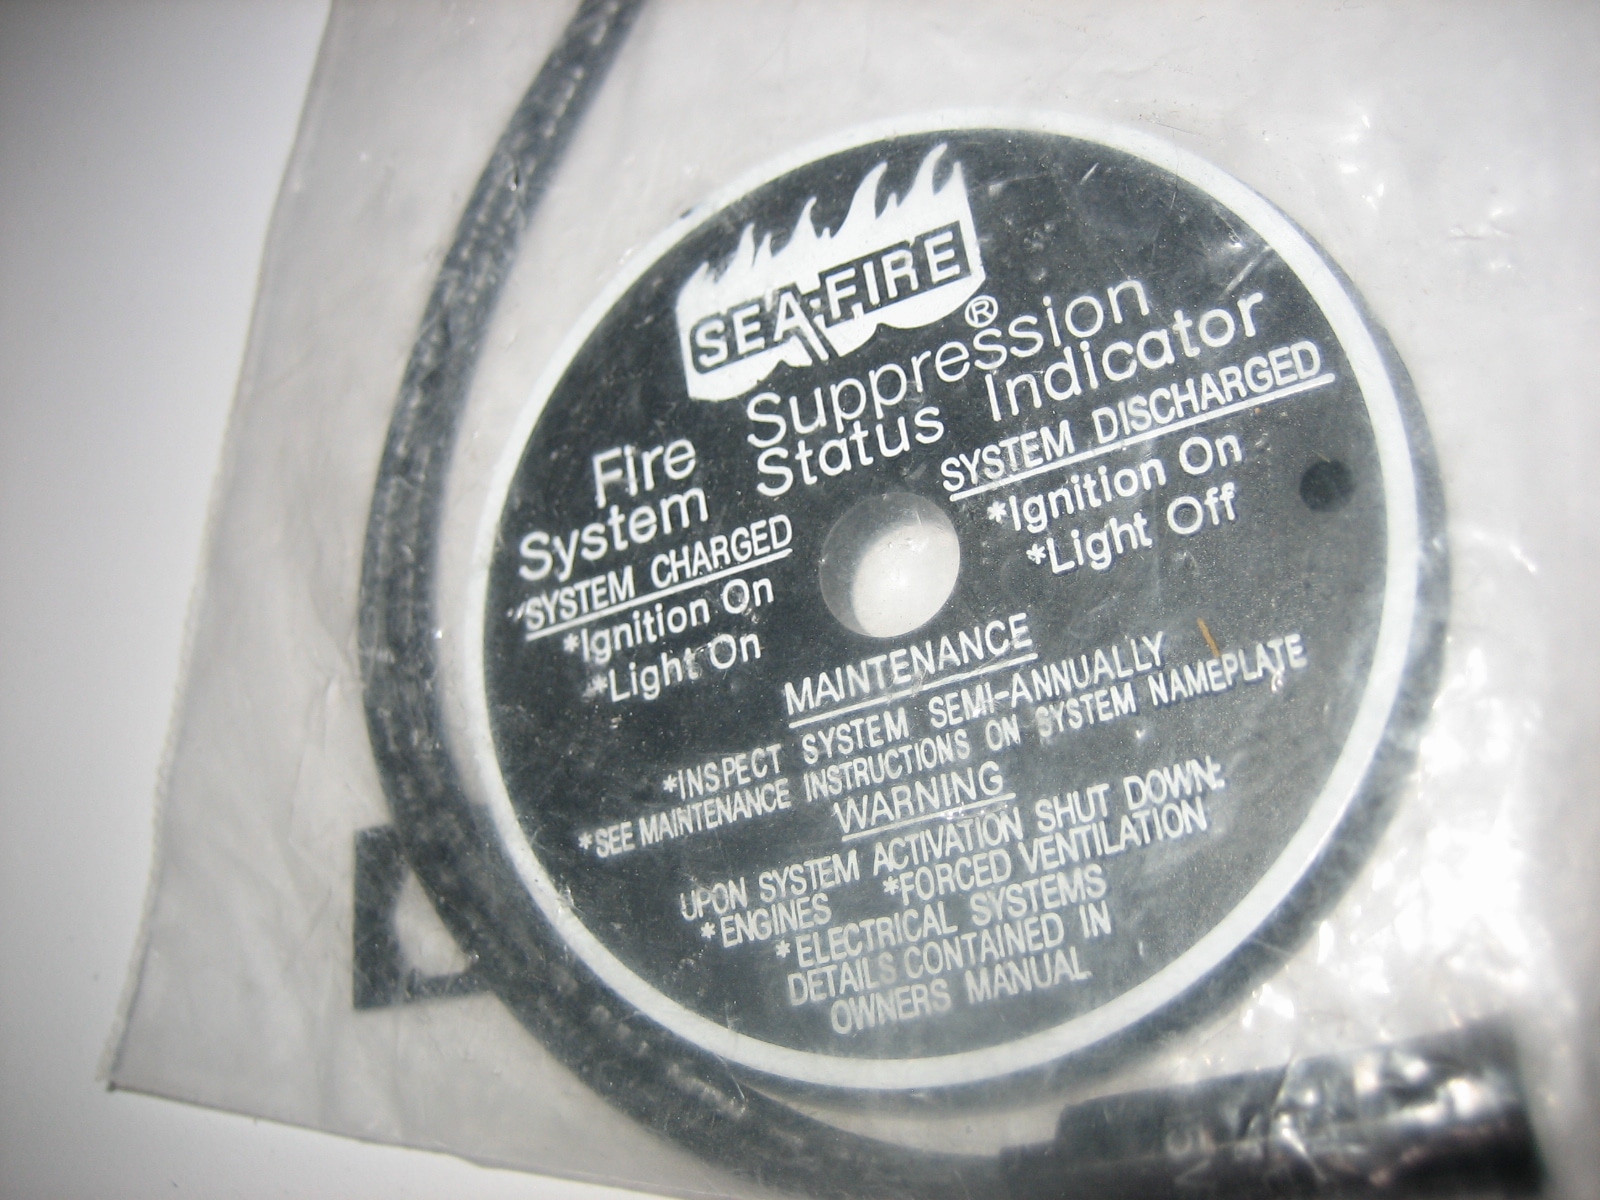 SEA-FIRE
®
Fire Suppression
System Status Indicator
SYSTEM CHARGED
*Ignition On
*Light On
SYSTEM DISCHARGED
*Ignition On
*Light Off
MAINTENANCE
*INSPECT SYSTEM SEMI-ANNUALLY
*SEE MAINTENANCE INSTRUCTIONS ON SYSTEM NAMEPLATE
WARNING
UPON SYSTEM ACTIVATION SHUT DOWN:
*ENGINES *FORCED VENTILATION
*ELECTRICAL SYSTEMS
DETAILS CONTAINED IN
OWNERS MANUAL